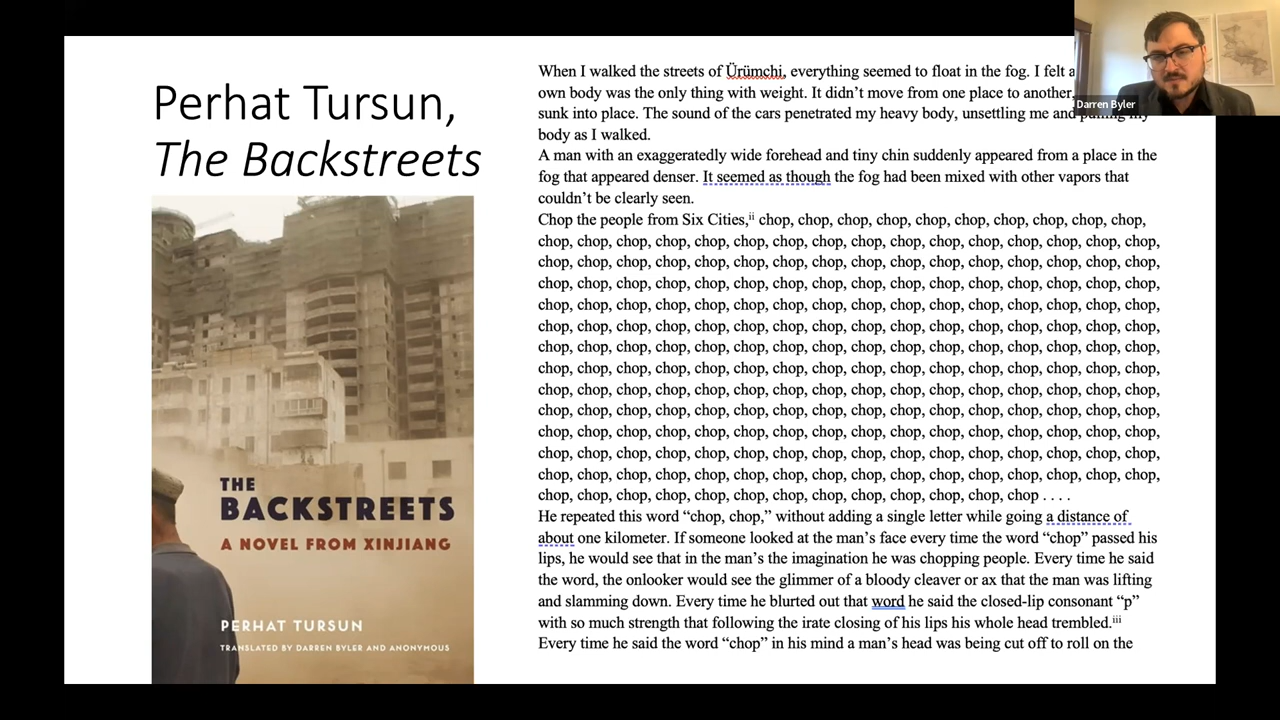 Perhat Tursun,
The Backstreets
THE
BACKSTREETS
A NOVEL FROM XINJIANG
PERHAT TURSUN
TRANSLATED BY DARREN BYLER AND ANONYMOUS
When I walked the streets of Ürümchi, everything seemed to float in the fog. I felt
own body was the only thing with weight. It didn’t move from one place to another,
sunk into place. The sound of the cars penetrated my heavy body, unsettling me and pulling my
body as I walked.
A man with an exaggeratedly wide forehead and tiny chin suddenly appeared from a place in the
fog that appeared denser. It seemed as though the fog had been mixed with other vapors that
couldn’t be clearly seen.
Chop the people from Six Cities,ii chop, chop, chop, chop, chop, chop, chop, chop, chop, chop,
chop, chop, chop, chop, chop, chop, chop, chop, chop, chop, chop, chop, chop, chop, chop, chop,
chop, chop, chop, chop, chop, chop, chop, chop, chop, chop, chop, chop, chop, chop, chop, chop,
chop, chop, chop, chop, chop, chop, chop, chop, chop, chop, chop, chop, chop, chop, chop, chop,
chop, chop, chop, chop, chop, chop, chop, chop, chop, chop, chop, chop, chop, chop, chop, chop,
chop, chop, chop, chop, chop, chop, chop, chop, chop, chop, chop, chop, chop, chop, chop, chop,
chop, chop, chop, chop, chop, chop, chop, chop, chop, chop, chop, chop, chop, chop, chop, chop,
chop, chop, chop, chop, chop, chop, chop, chop, chop, chop, chop, chop, chop, chop, chop, chop,
chop, chop, chop, chop, chop, chop, chop, chop, chop, chop, chop, chop, chop, chop, chop, chop,
chop, chop, chop, chop, chop, chop, chop, chop, chop, chop, chop, chop, chop, chop, chop, chop,
chop, chop, chop, chop, chop, chop, chop, chop, chop, chop, chop, chop, chop, chop, chop, chop,
chop, chop, chop, chop, chop, chop, chop, chop, chop, chop, chop, chop, chop, chop, chop, chop,
chop, chop, chop, chop, chop, chop, chop, chop, chop, chop, chop, chop, chop, chop, chop, chop,
chop, chop, chop, chop, chop, chop, chop, chop, chop, chop, chop, chop, chop . . . .
He repeated this word “chop, chop,” without adding a single letter while going a distance of
about one kilometer. If someone looked at the man’s face every time the word “chop” passed his
lips, he would see that in the man’s the imagination he was chopping people. Every time he said
the word, the onlooker would see the glimmer of a bloody cleaver or ax that the man was lifting
and slamming down. Every time he blurted out that word he said the closed-lip consonant “p”
with so much strength that following the irate closing of his lips his whole head trembled.iii
Every time he said the word “chop” in his mind a man’s head was being cut off to roll on the
Darren Byler